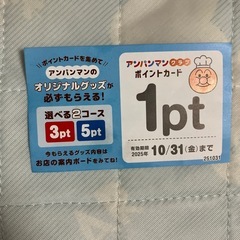 ポイントカードを集めて
アンパンマンの
オリジナルグッズが
必ずもらえる!
選べる2コース
3pt 5pt
今もらえるグッズ内容は
お店の案内ボードをみてね!
アンパンマンクラブ
ポイントカード
1pt
有効期限
2025年 10/31(金)まで
251031